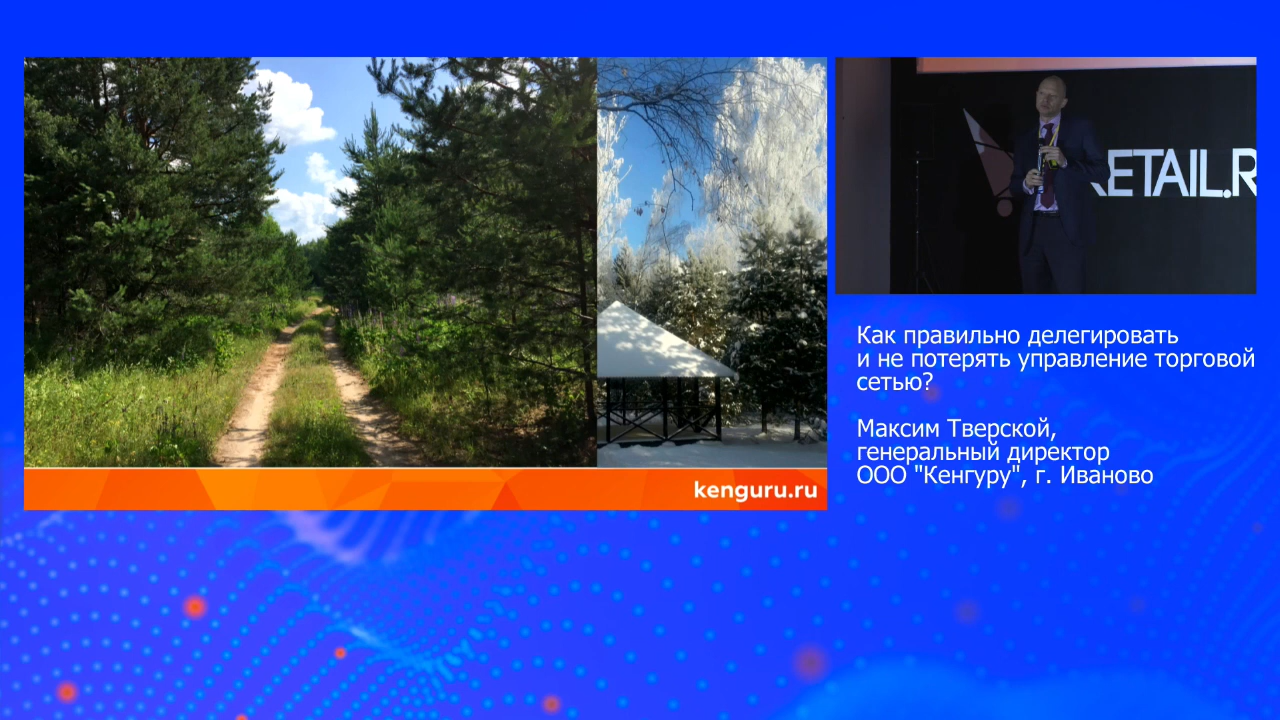 RETAIL.R
Как правильно делегировать
и не потерять управление торговой
сетью?
Максим Тверской,
генеральный директор
ООО "Кенгуру", г. Иваново
kenguru.ru